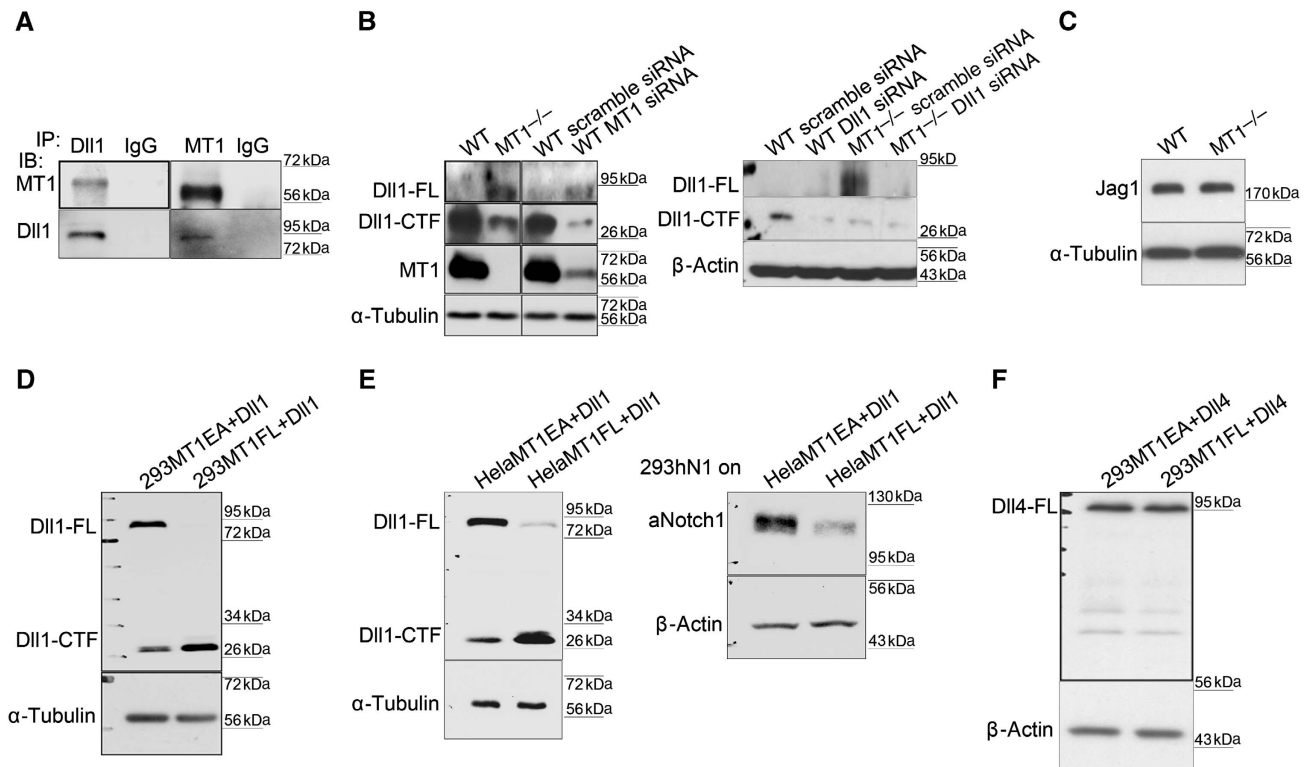 A
IP: Dll1 IgG MT1 IgG
IB:
MT1
72 kDa
56 kDa
Dll1
95 kDa
72 kDa
B
WT
MT1–/–
WT scramble siRNA
WT MT1 siRNA
Dll1-FL
95 kDa
Dll1-CTF
26 kDa
MT1
72 kDa
56 kDa
α-Tubulin
72 kDa
56 kDa
WT scramble siRNA
WT Dll1 siRNA
MT1–/– scramble siRNA
MT1–/– Dll1 siRNA
Dll1-FL
95kD
Dll1-CTF
26 kDa
β-Actin
56 kDa
43 kDa
C
WT
MT1–/–
Jag1
170 kDa
α-Tubulin
72 kDa
56 kDa
D
293MT1EA+Dll1
293MT1FL+Dll1
Dll1-FL
95 kDa
72 kDa
Dll1-CTF
34 kDa
26 kDa
α-Tubulin
72 kDa
56 kDa
E
HelaMT1EA+Dll1
HelaMT1FL+Dll1
Dll1-FL
95 kDa
72 kDa
Dll1-CTF
34 kDa
26 kDa
α-Tubulin
72 kDa
56 kDa
293hN1 on
HelaMT1EA+Dll1
HelaMT1FL+Dll1
aNotch1
130 kDa
95 kDa
β-Actin
56 kDa
43 kDa
F
293MT1EA+Dll4
293MT1FL+Dll4
Dll4-FL
95 kDa
56 kDa
β-Actin
43 kDa